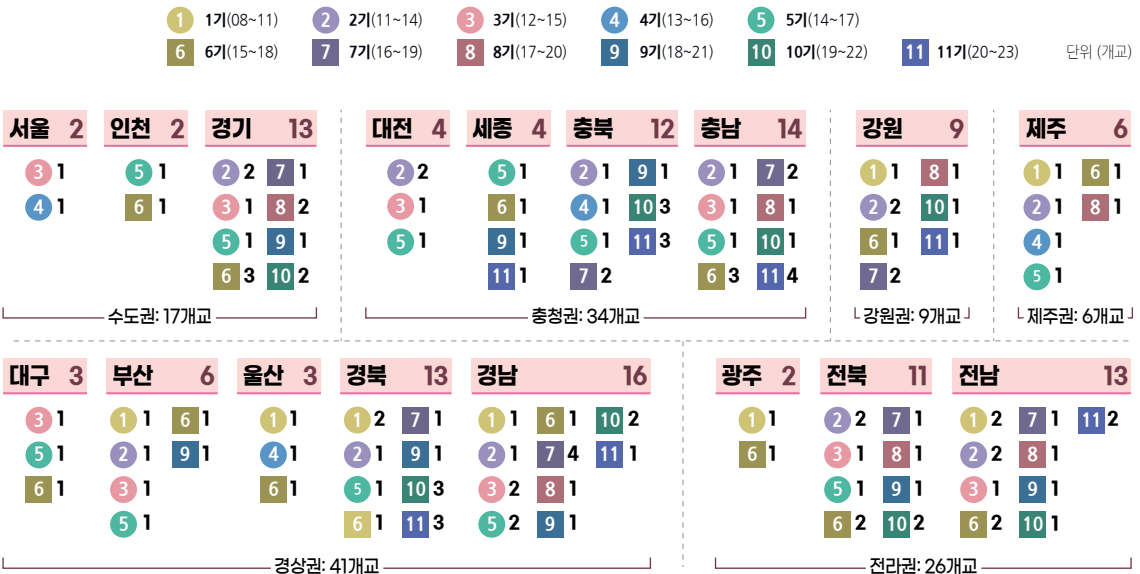 1 1기(08~11) 2 2기(11~14) 3 3기(12~15) 4 4기(13~16) 5 5기(14~17)
6 6기(15~18) 7 7기(16~19) 8 8기(17~20) 9 9기(18~21) 10 10기(19~22) 11 11기(20~23) 단위 (개교)
서울 2 인천 2 경기 13 대전 4 세종 4 충북 12 충남 14 강원 9 제주 6
3 1 5 1 2 2 7 1 2 2 5 1 2 1 9 1 2 1 7 2 1 1 8 1 1 1 6 1
4 1 6 1 3 1 8 2 3 1 6 1 4 1 10 3 3 1 8 1 2 2 10 1 2 1 8 1
5 1 9 1 5 1 9 1 5 1 11 3 5 1 10 1 6 1 11 1 4 1
6 3 10 2 11 1 7 2 6 3 11 4 7 2 5 1
수도권: 17개교 충청권: 34개교 강원권: 9개교 제주권: 6개교
대구 3 부산 6 울산 3 경북 13 경남 16 광주 2 전북 11 전남 13
3 1 1 1 6 1 1 1 1 2 7 1 1 1 6 1 10 2 1 1 2 2 7 1 1 2 7 1 11 2
5 1 2 1 9 1 4 1 2 1 9 1 2 1 7 4 11 1 6 1 3 1 8 1 2 2 8 1
6 1 3 1 6 1 5 1 10 3 3 2 8 1 5 1 9 1 3 1 9 1
5 1 6 1 11 3 5 2 9 1 6 2 10 2 6 2 10 1
경상권: 41개교 전라권: 26개교